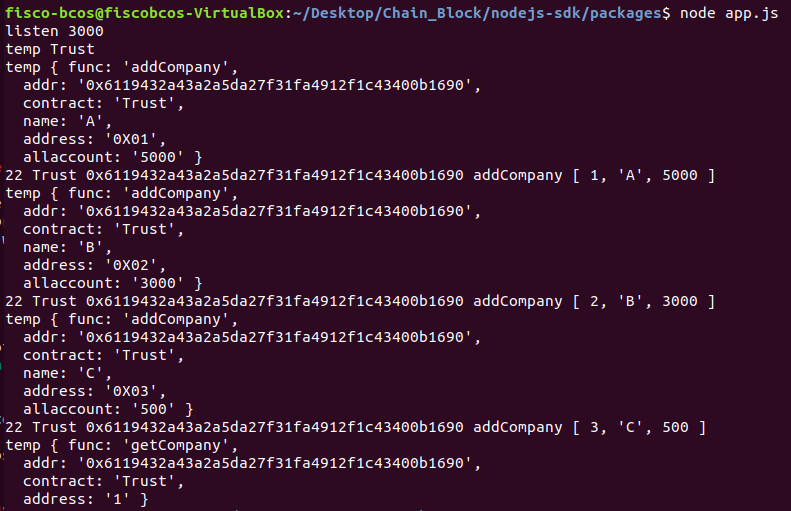 fisco-bcos@fiscobcos-VirtualBox:~/Desktop/Chain_Block/nodejs-sdk/packages$ node app.js
listen 3000
temp Trust
temp { func: 'addCompany',
  addr: '0x6119432a43a2a5da27f31fa4912f1c43400b1690',
  contract: 'Trust',
  name: 'A',
  address: '0X01',
  allaccount: '5000' }
22 Trust 0x6119432a43a2a5da27f31fa4912f1c43400b1690 addCompany [ 1, 'A', 5000 ]
temp { func: 'addCompany',
  addr: '0x6119432a43a2a5da27f31fa4912f1c43400b1690',
  contract: 'Trust',
  name: 'B',
  address: '0X02',
  allaccount: '3000' }
22 Trust 0x6119432a43a2a5da27f31fa4912f1c43400b1690 addCompany [ 2, 'B', 3000 ]
temp { func: 'addCompany',
  addr: '0x6119432a43a2a5da27f31fa4912f1c43400b1690',
  contract: 'Trust',
  name: 'C',
  address: '0X03',
  allaccount: '500' }
22 Trust 0x6119432a43a2a5da27f31fa4912f1c43400b1690 addCompany [ 3, 'C', 500 ]
temp { func: 'getCompany',
  addr: '0x6119432a43a2a5da27f31fa4912f1c43400b1690',
  contract: 'Trust',
  address: '1' }